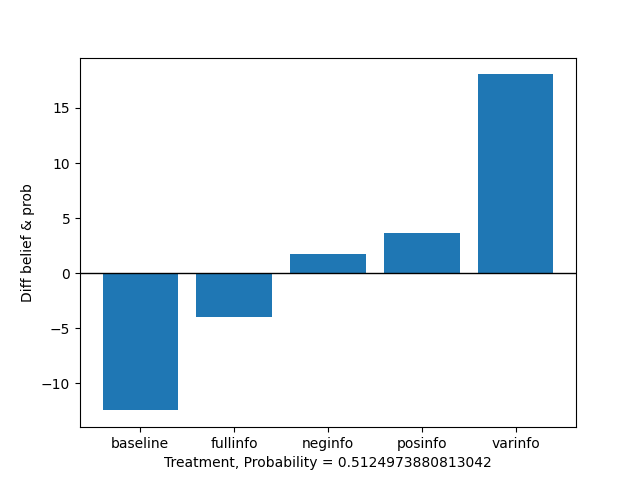 Diff belief & prob
15
10
5
0
−5
−10
baseline fullinfo neginfo posinfo varinfo
Treatment, Probability = 0.5124973880813042